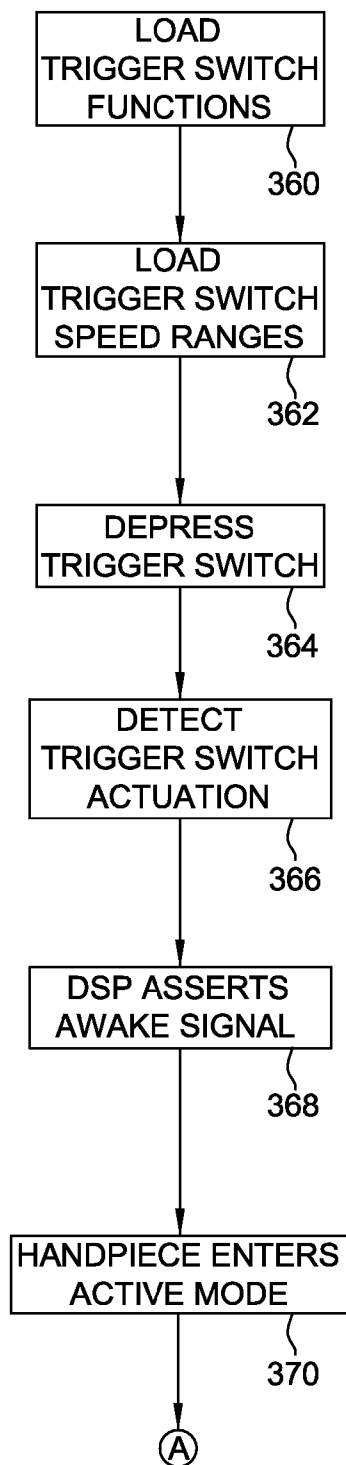 LOAD
TRIGGER SWITCH
FUNCTIONS
360
LOAD
TRIGGER SWITCH
SPEED RANGES
362
DEPRESS
TRIGGER SWITCH
364
DETECT
TRIGGER SWITCH
ACTUATION
366
DSP ASSERTS
AWAKE SIGNAL
368
HANDPIECE ENTERS
ACTIVE MODE
370
A